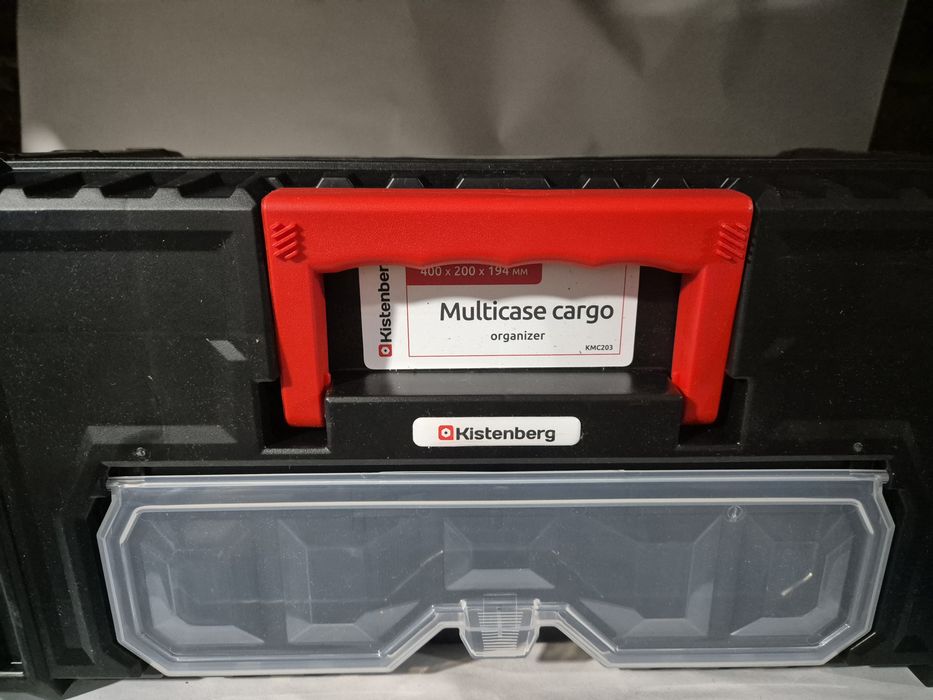 400 x 200 x 194 мм
Kistenberg
Multicase cargo
organizer
KMC203
Kistenberg